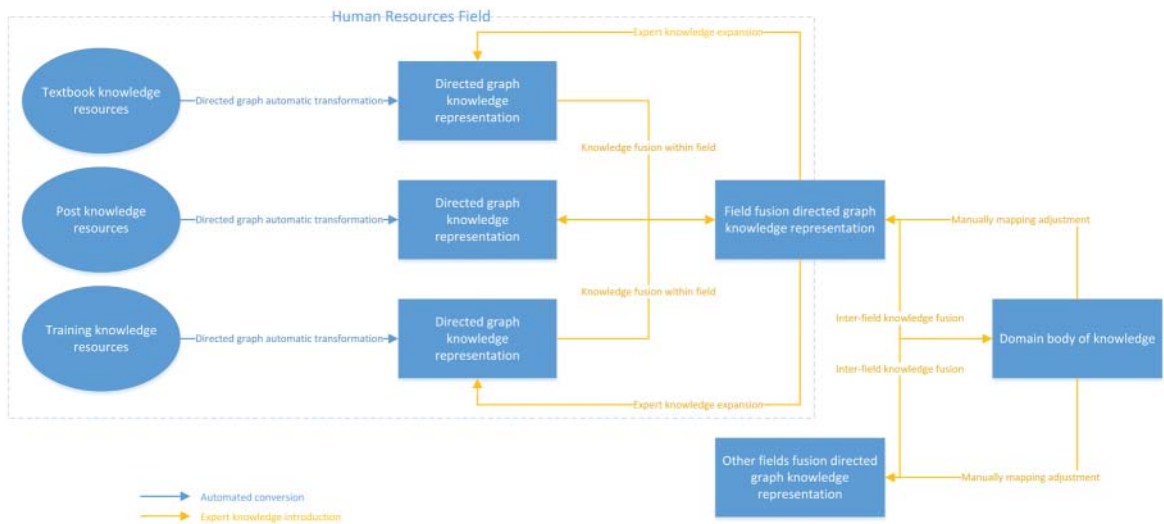 Human Resources Field
Expert knowledge expansion
Textbook knowledge
resources
Directed graph automatic transformation
Directed graph
knowledge
representation
Knowledge fusion within field
Post knowledge
resources
Directed graph automatic transformation
Directed graph
knowledge
representation
Field fusion directed graph
knowledge representation
Manually mapping adjustment
Knowledge fusion within field
Training knowledge
resources
Directed graph automatic transformation
Directed graph
knowledge
representation
Inter-field knowledge fusion
Domain body of knowledge
Inter-field knowledge fusion
Expert knowledge expansion
Other fields fusion directed
graph knowledge
representation
Manually mapping adjustment
Automated conversion
Expert knowledge introduction